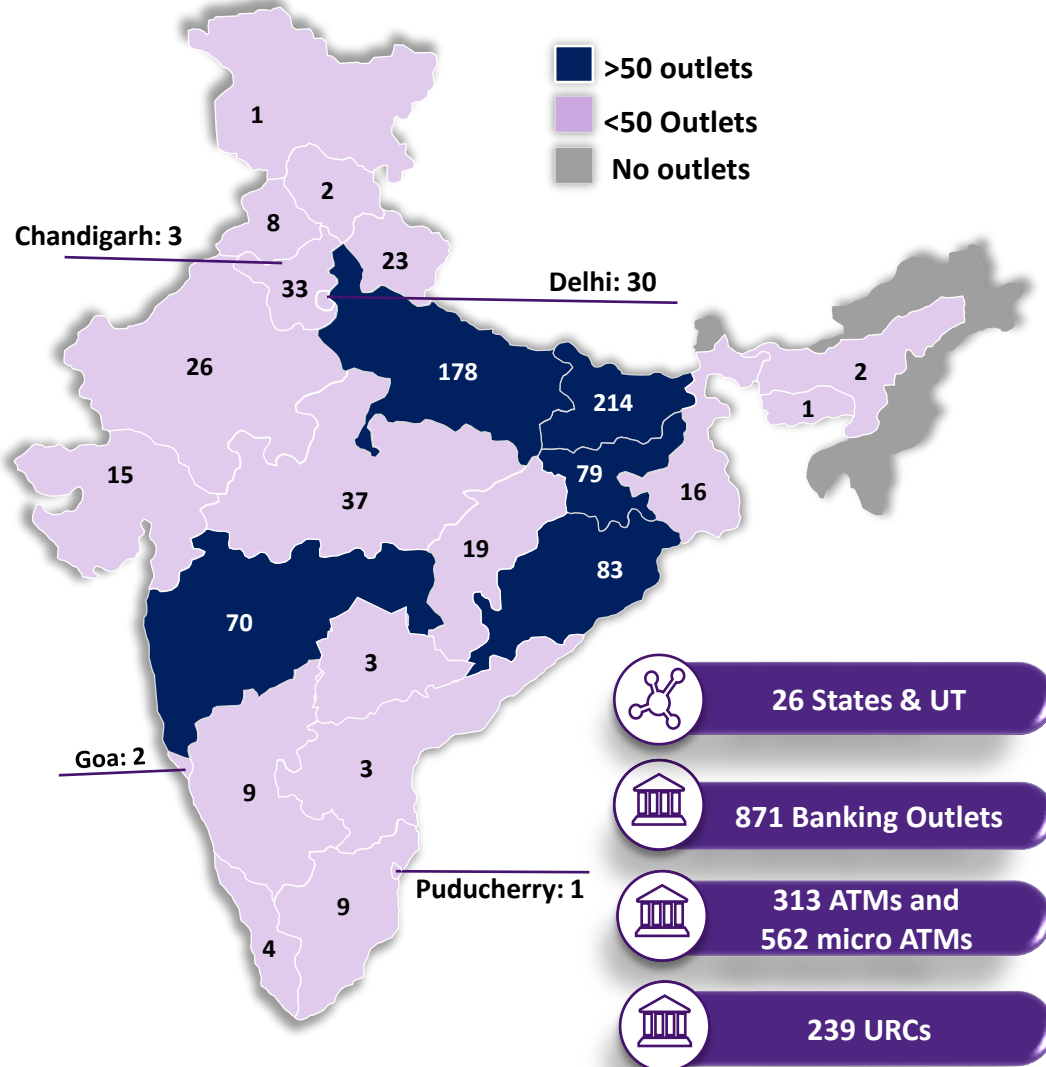 >50 outlets
<50 Outlets
No outlets
1
2
8
Chandigarh: 3
23
33
Delhi: 30
26
178
214
2
1
15
37
79
16
19
83
70
3
26 States & UT
Goa: 2
3
9
871 Banking Outlets
Puducherry: 1
9
4
313 ATMs and
562 micro ATMs
239 URCs